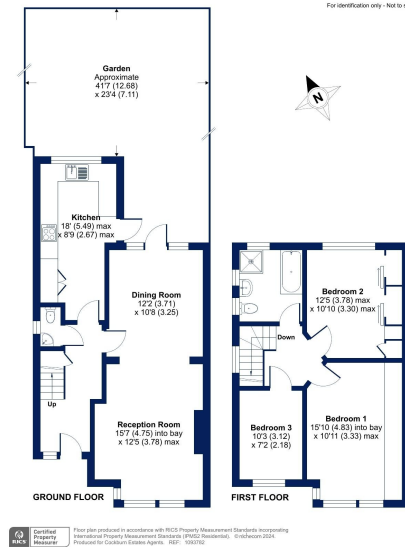 For identification only - Not to s
Garden
Approximate
41'7 (12.68)
x 23'4 (7.11)
N
Kitchen
18' (5.49) max
x 8'9 (2.67) max
Dining Room
12'2 (3.71)
x 10'8 (3.25)
Up
Reception Room
15'7 (4.75) into bay
x 12'5 (3.78) max
GROUND FLOOR
Bedroom 2
12'5 (3.78) max
x 10'10 (3.30) max
Down
Bedroom 3
10'3 (3.12)
x 7'2 (2.18)
Bedroom 1
15'10 (4.83) into bay
x 10'11 (3.33) max
FIRST FLOOR
RICS
Certified
Property
Measurer
Floor plan produced in accordance with RICS Property Measurement Standards incorporating
International Property Measurement Standards (IPMS2 Residential). ©nichecom 2024.
Produced for Cockburn Estates Agents. REF: 1093762